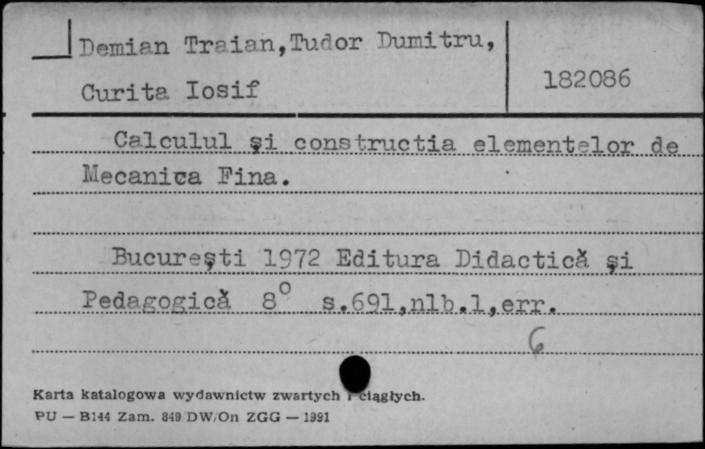 Demian Traian,Tudor Dumitru,
Curita Iosif
182086
Calculul şi constructia elementelor de
Mecanica Fina.
Bucureşti 1972 Editura Didactică şi
Pedagogică 8° s.691,nlb.1,err.
6
Karta katalogowa wydawnictw zwartych i ciągłych.
PU — B144 Zam. 849 DW/On ZGG — 1991